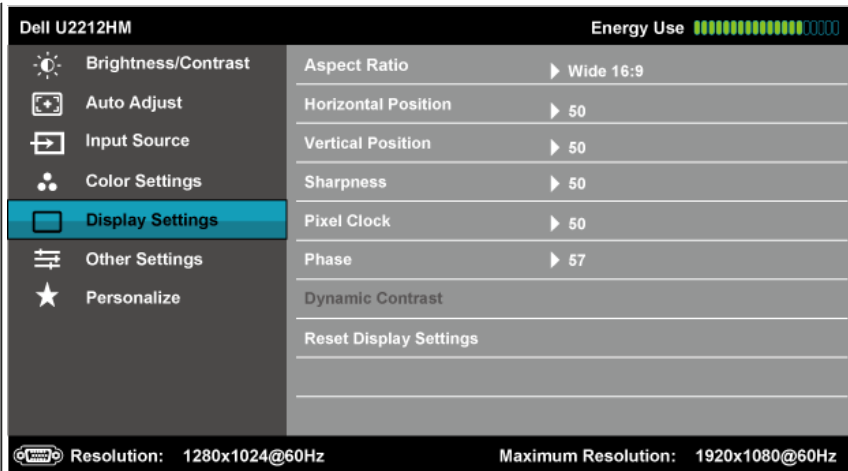 Dell U2212HM Energy Use
Brightness/Contrast
Auto Adjust
Input Source
Color Settings
Display Settings
Other Settings
Personalize
Aspect Ratio Wide 16:9
Horizontal Position 50
Vertical Position 50
Sharpness 50
Pixel Clock 50
Phase 57
Dynamic Contrast
Reset Display Settings
Resolution: 1280x1024@60Hz Maximum Resolution: 1920x1080@60Hz